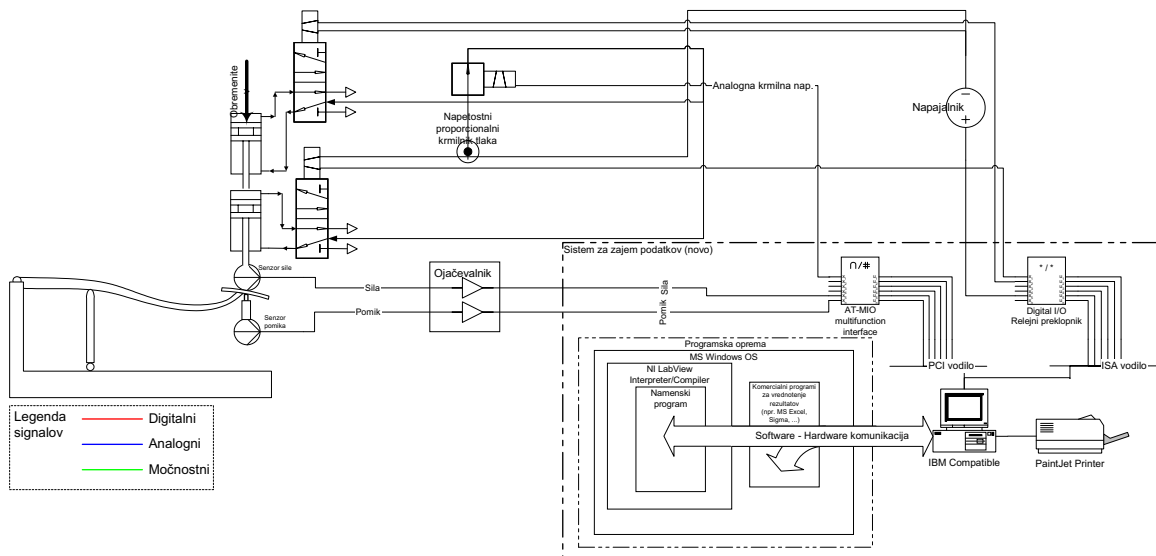 Obremenite
Analogna krmilna nap.
Napajalnik
Napetostni
proporcionalni
krmilnik tlaka
Sistem za zajem podatkov (novo)
Senzor sile
Ojačevalnik
Sila
Sila
∩/#
* / *
Pomik
Pomik
Senzor
pomika
AT-MIO
multifunction
interface
Digital I/O
Relejni preklopnik
Programska oprema
MS Windows OS
NI LabView
Interpreter/Compiler
Namenski
program
Komercialni programi
za vrednotenje
rezultatov
(npr. MS Excel,
Sigma, ...)
PCI vodilo
ISA vodilo
Legenda
signalov
Digitalni
Analogni
Močnostni
Software - Hardware komunikacija
IBM Compatible
PaintJet Printer